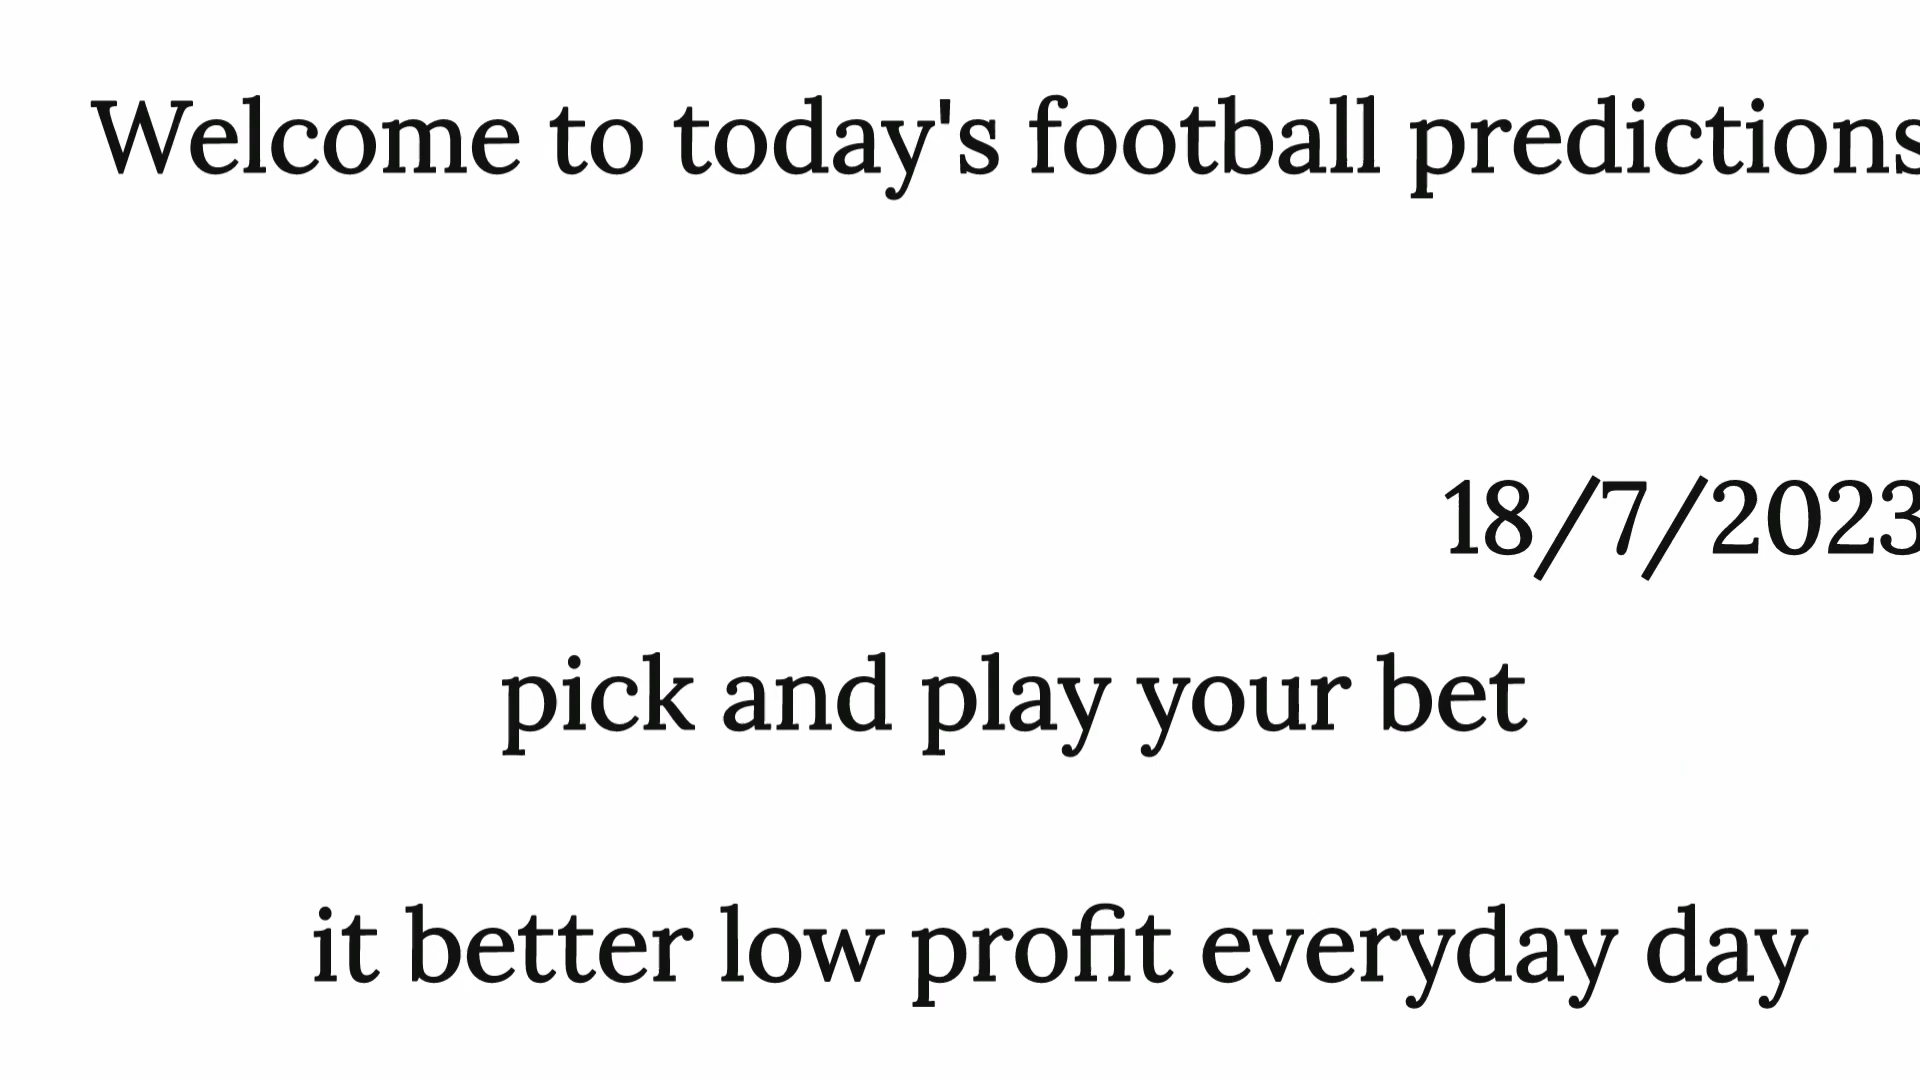 Welcome to today's football predictions
18/7/2023
pick and play your bet
it better low profit everyday day